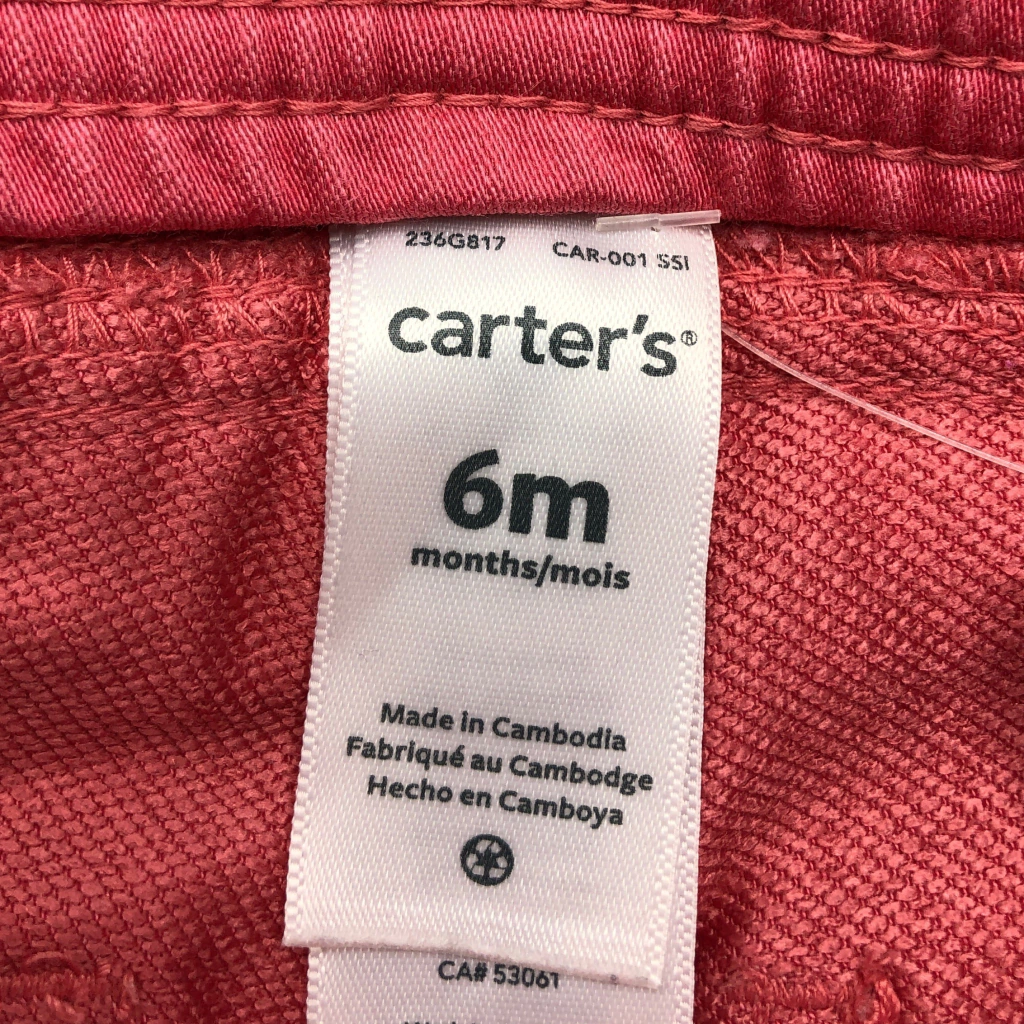 236G817 CAR-001 SSI
carter's®
6m
months/mois
Made in Cambodia
Fabriqué au Cambodge
Hecho en Camboya
CA# 53061